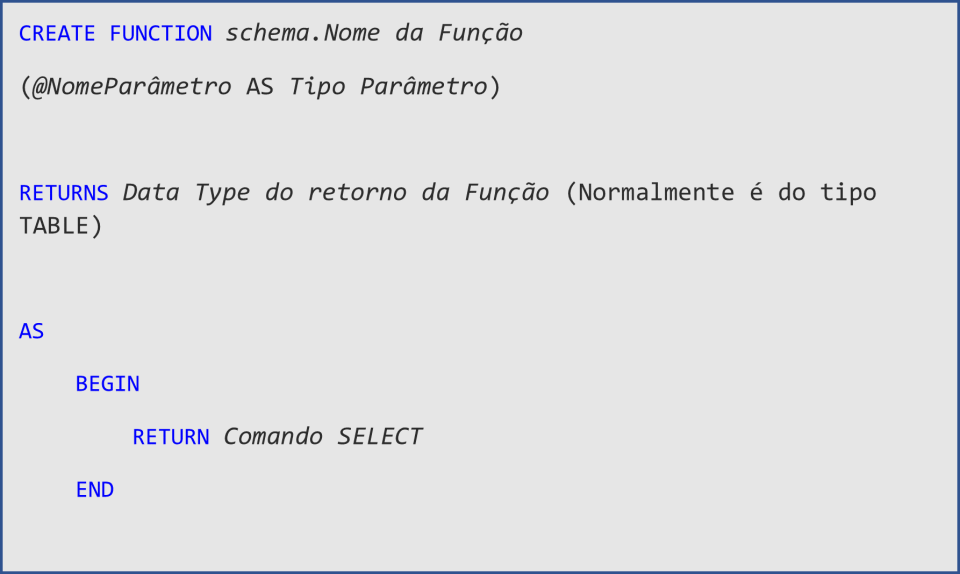 CREATE FUNCTION schema.Nome da Função
(@NomeParâmetro AS Tipo Parâmetro)
RETURNS Data Type do retorno da Função (Normalmente é do tipo
TABLE)
AS
BEGIN
RETURN Comando SELECT
END